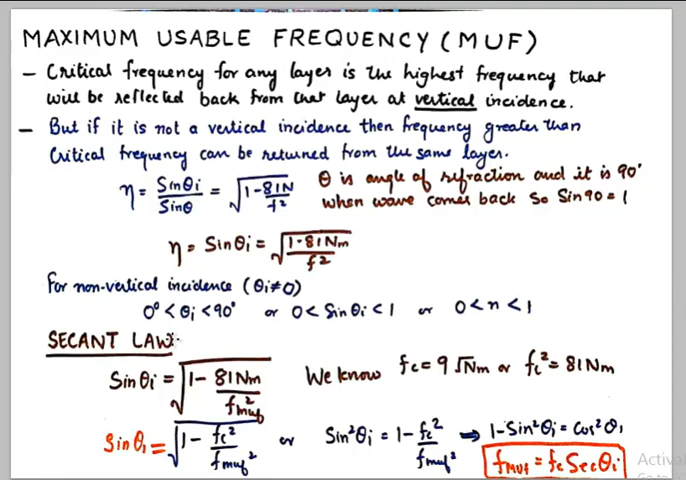 MAXIMUM USABLE FREQUENCY (MUF)
- Critical frequency for any layer is the highest frequency that
will be reflected back from that layer at vertical incidence.
- But if it is not a vertical incidence then frequency greater than
Critical frequency can be returned from the same layer.
η = Sinθi/Sinθ = √(1-81N/f²) θ is angle of refraction and it is 90°
when wave comes back so Sin90 = 1
η = Sinθi = √(1-81Nm/f²)
For non-vertical incidence (θi≠0)
0° < θi < 90° or 0 < Sinθi < 1 or 0 < n < 1
SECANT LAW:
Sinθi = √(1 - 81Nm/fmuf²) We know fc = 9√Nm or fc² = 81Nm
Sinθi = √(1 - fc²/fmuf²) or Sin²θi = 1 - fc²/fmuf² ⇒ 1-Sin²θi = Cos²θi
fMUF = fc Secθi
Activa